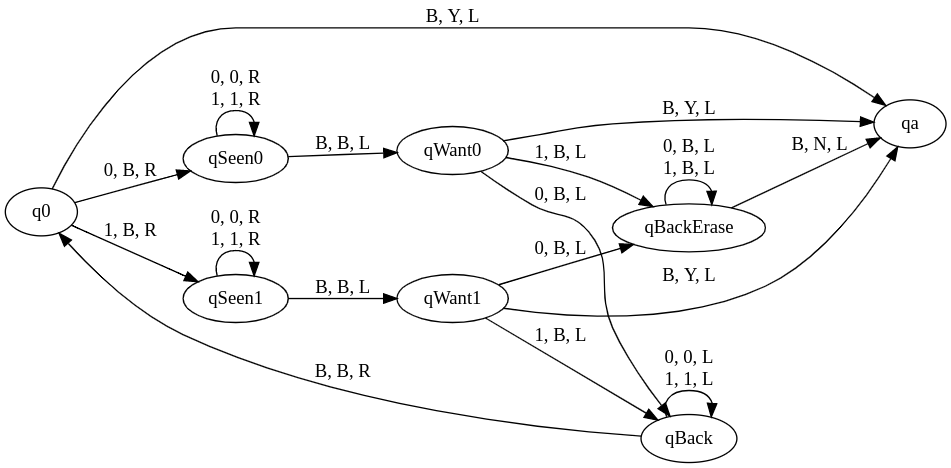 B, Y, L
0, 0, R
1, 1, R
qSeen0
B, B, L
qWant0
B, Y, L
qa
0, B, R
1, B, L
0, B, L
1, B, L
B, N, L
q0
0, B, L
qBackErase
1, B, R
0, 0, R
1, 1, R
qSeen1
B, B, L
qWant1
0, B, L
B, Y, L
1, B, L
B, B, R
0, 0, L
1, 1, L
qBack